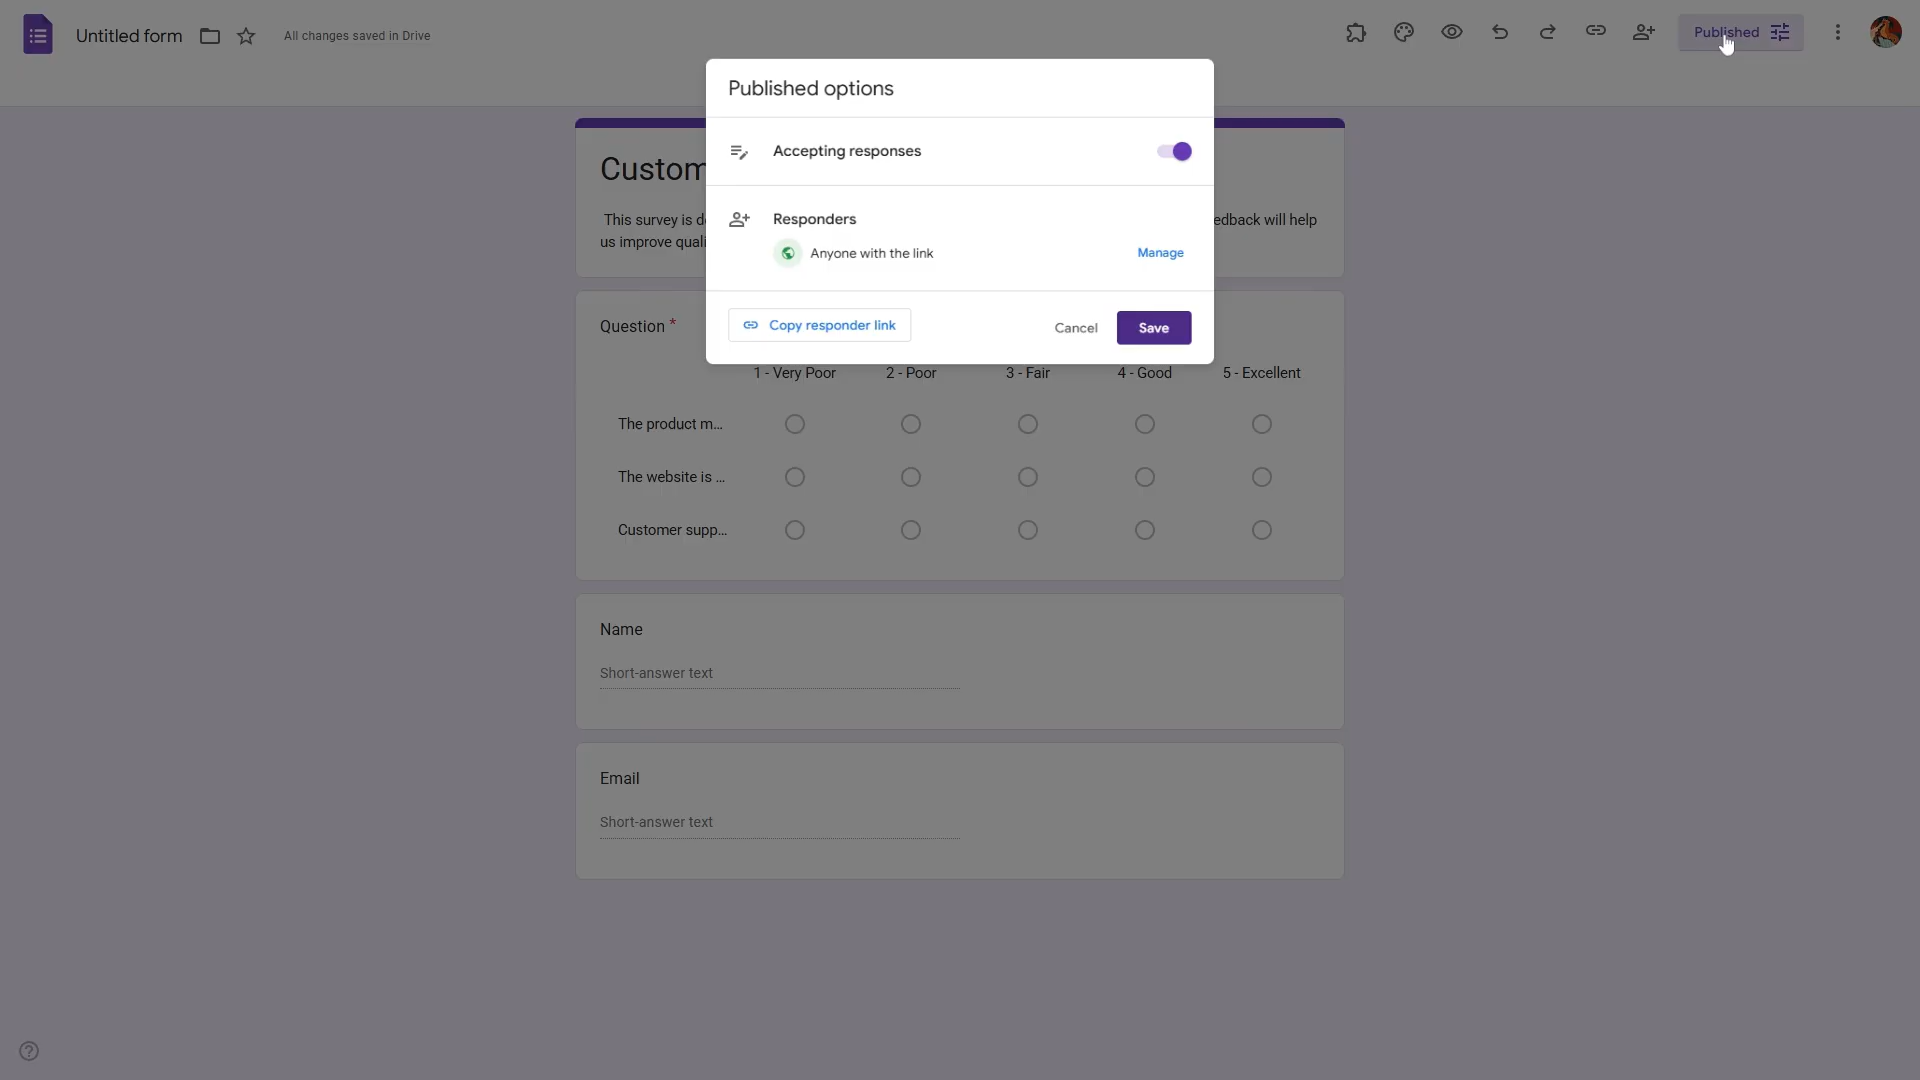 Untitled form
All changes saved in Drive
Published
Published options
Accepting responses
Responders
Anyone with the link
Manage
Copy responder link
Cancel
Save
Custom
This survey is d
edback will help
us improve quali
Question *
1 - Very Poor
2 - Poor
3 - Fair
4 - Good
5 - Excellent
The product m...
The website is ...
Customer supp...
Name
Short-answer text
Email
Short-answer text